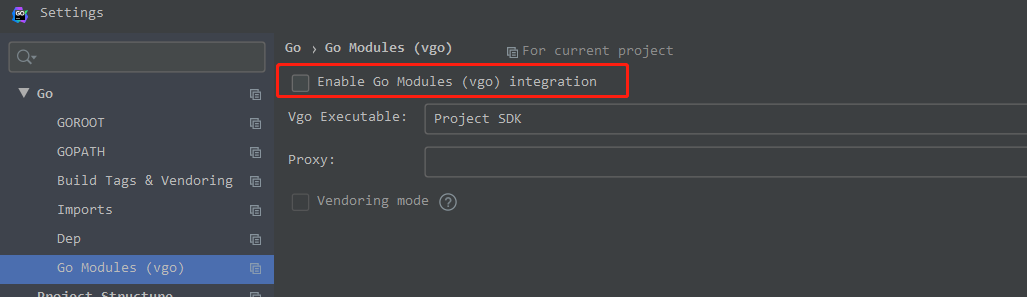 GO
Settings
Go
GOROOT
GOPATH
Build Tags & Vendoring
Imports
Dep
Go Modules (vgo)
Project Structure
Go › Go Modules (vgo)
For current project
Enable Go Modules (vgo) integration
Vgo Executable:
Project SDK
Proxy:
Vendoring mode ?